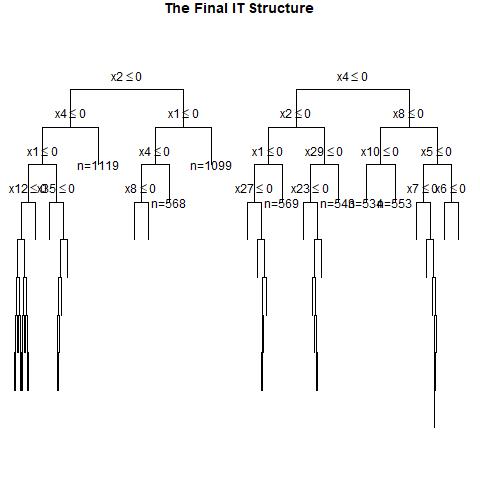 The Final IT Structure
x2 ≤ 0 x4 ≤ 0
x4 ≤ 0 x1 ≤ 0 x2 ≤ 0 x8 ≤ 0
x1 ≤ 0 n=1119 x4 ≤ 0 n=1099 x1 ≤ 0 x29 ≤ 0 x10 ≤ 0 x5 ≤ 0
x12 ≤ 0 x35 ≤ 0 x8 ≤ 0 n=568 x27 ≤ 0 n=569 x23 ≤ 0 n=543 n=534 n=553 x7 ≤ 0 x6 ≤ 0